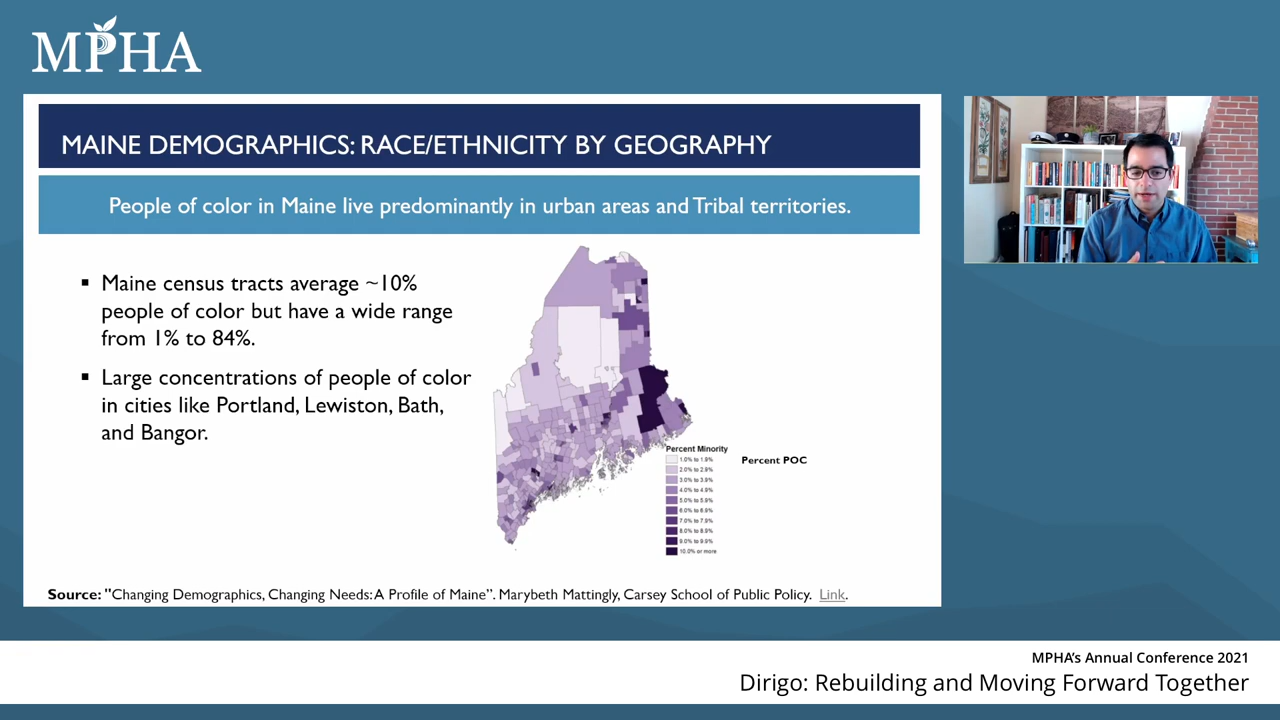 MPHA
MAINE DEMOGRAPHICS: RACE/ETHNICITY BY GEOGRAPHY
People of color in Maine live predominantly in urban areas and Tribal territories.
▪ Maine census tracts average ~10%
people of color but have a wide range
from 1% to 84%.
▪ Large concentrations of people of color
in cities like Portland, Lewiston, Bath,
and Bangor.
Percent Minority
1.0% to 1.9%
2.0% to 2.9%
3.0% to 3.9%
4.0% to 4.9%
5.0% to 5.9%
6.0% to 6.9%
7.0% to 7.9%
8.0% to 8.9%
9.0% to 9.9%
10.0% or more
Percent POC
Source: "Changing Demographics, Changing Needs: A Profile of Maine”. Marybeth Mattingly, Carsey School of Public Policy. Link.
MPHA’s Annual Conference 2021
Dirigo: Rebuilding and Moving Forward Together